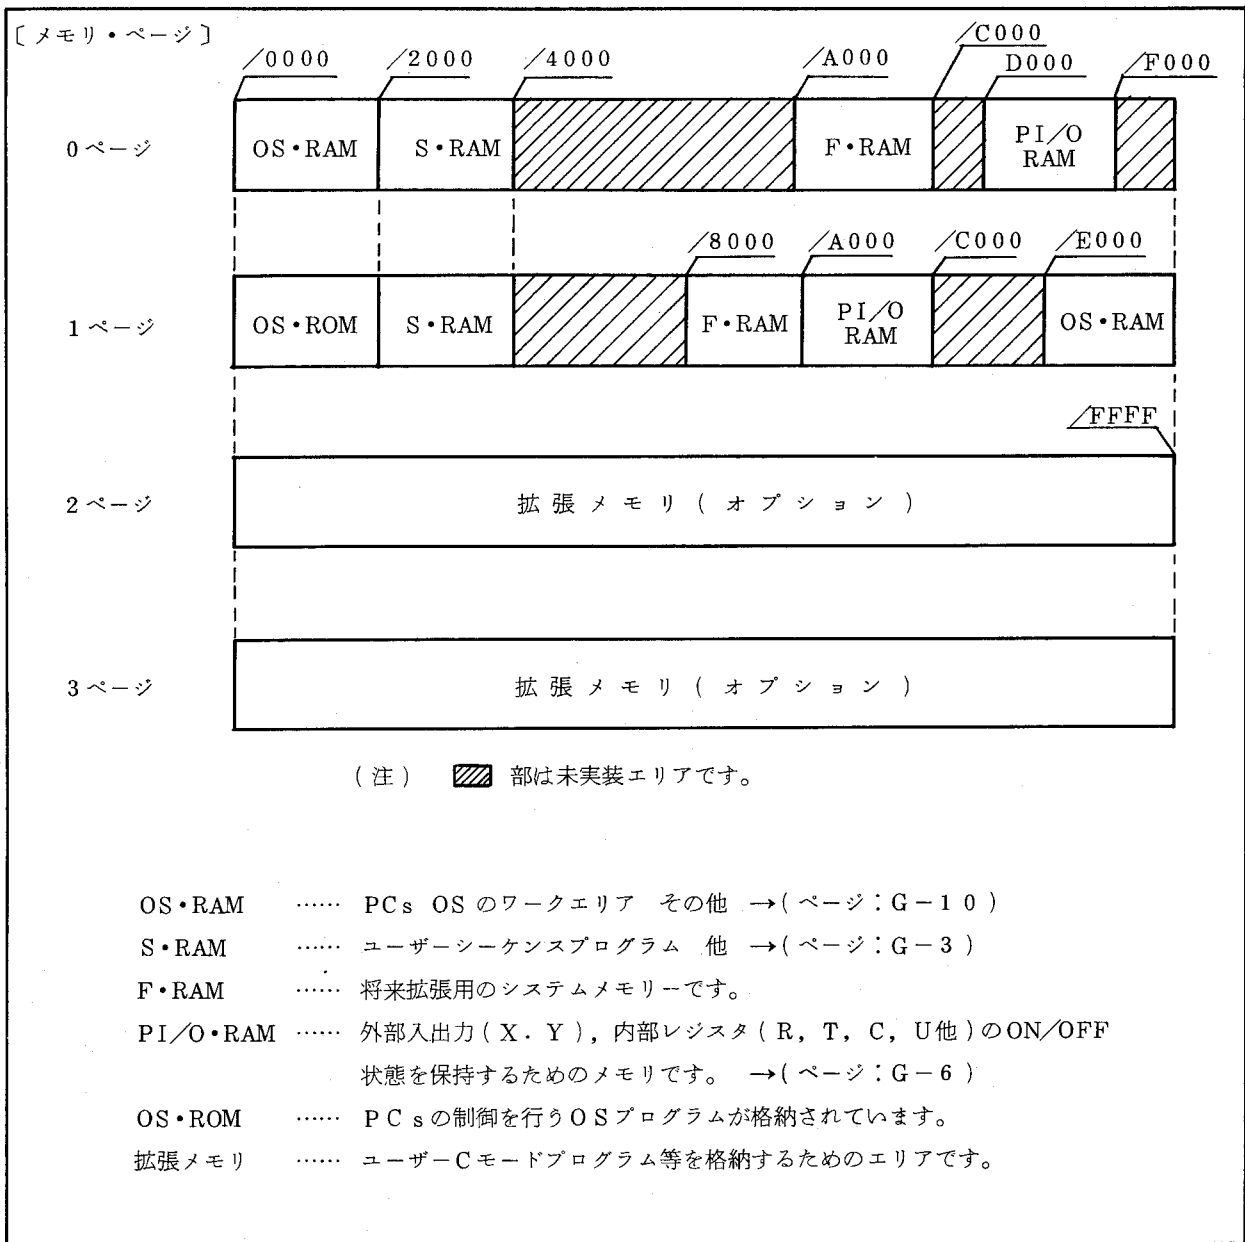 〔メモリ・ページ〕
/0000 /2000 /4000 /A000 /C000 D000 /F000
0ページ OS・RAM S・RAM F・RAM PI/O RAM
/8000 /A000 /C000 /E000
1ページ OS・ROM S・RAM F・RAM PI/O RAM OS・RAM
/FFFF
2ページ 拡張メモリ(オプション)
3ページ 拡張メモリ(オプション)
(注) 部は未実装エリアです。
OS・RAM …… PCs OSのワークエリア その他 →(ページ:G-10)
S・RAM …… ユーザーシーケンスプログラム 他 →(ページ:G-3)
F・RAM …… 将来拡張用のシステムメモリーです。
PI/O・RAM …… 外部入出力(X.Y),内部レジスタ(R,T,C,U他)のON/OFF
状態を保持するためのメモリです。 →(ページ:G-6)
OS・ROM …… PCsの制御を行うOSプログラムが格納されています。
拡張メモリ …… ユーザーCモードプログラム等を格納するためのエリアです。